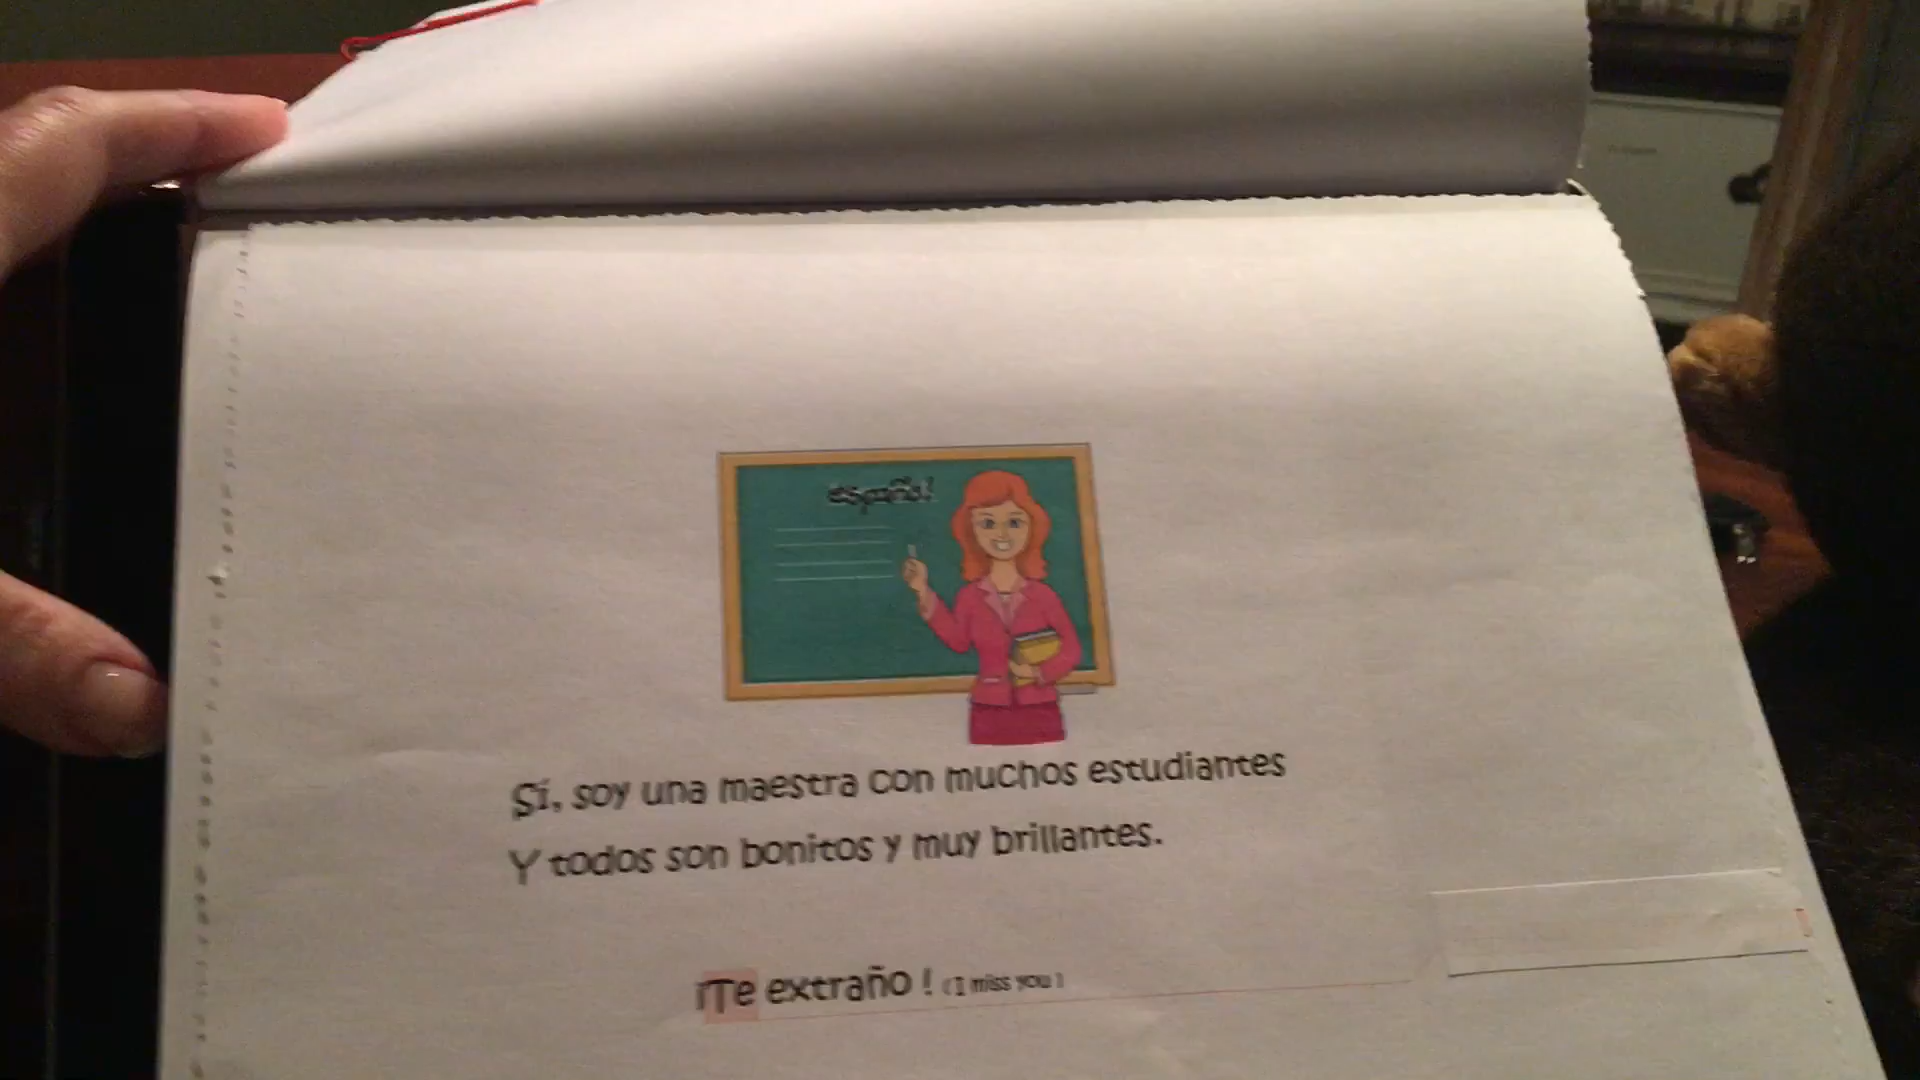 español
Sí, soy una maestra con muchos estudiantes
Y todos son bonitos y muy brillantes.
¡Te extraño! (I miss you)